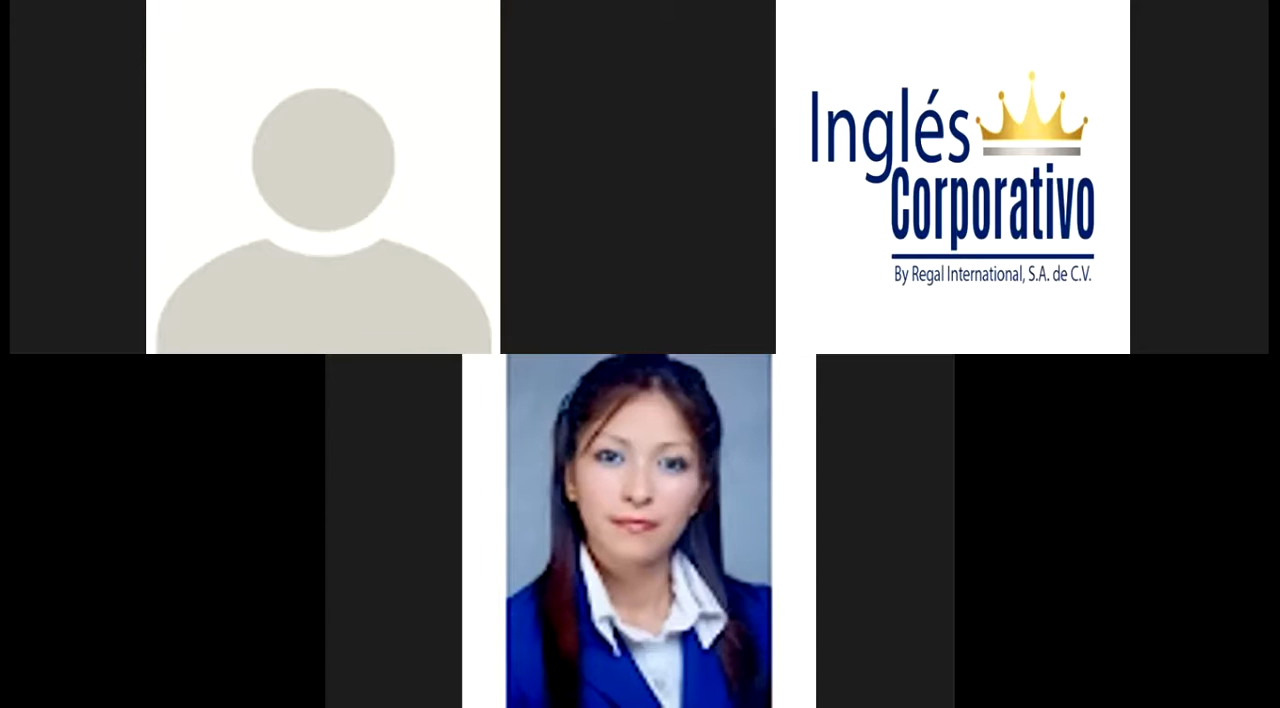 Inglés
Corporativo
By Regal International, S.A. de C.V.